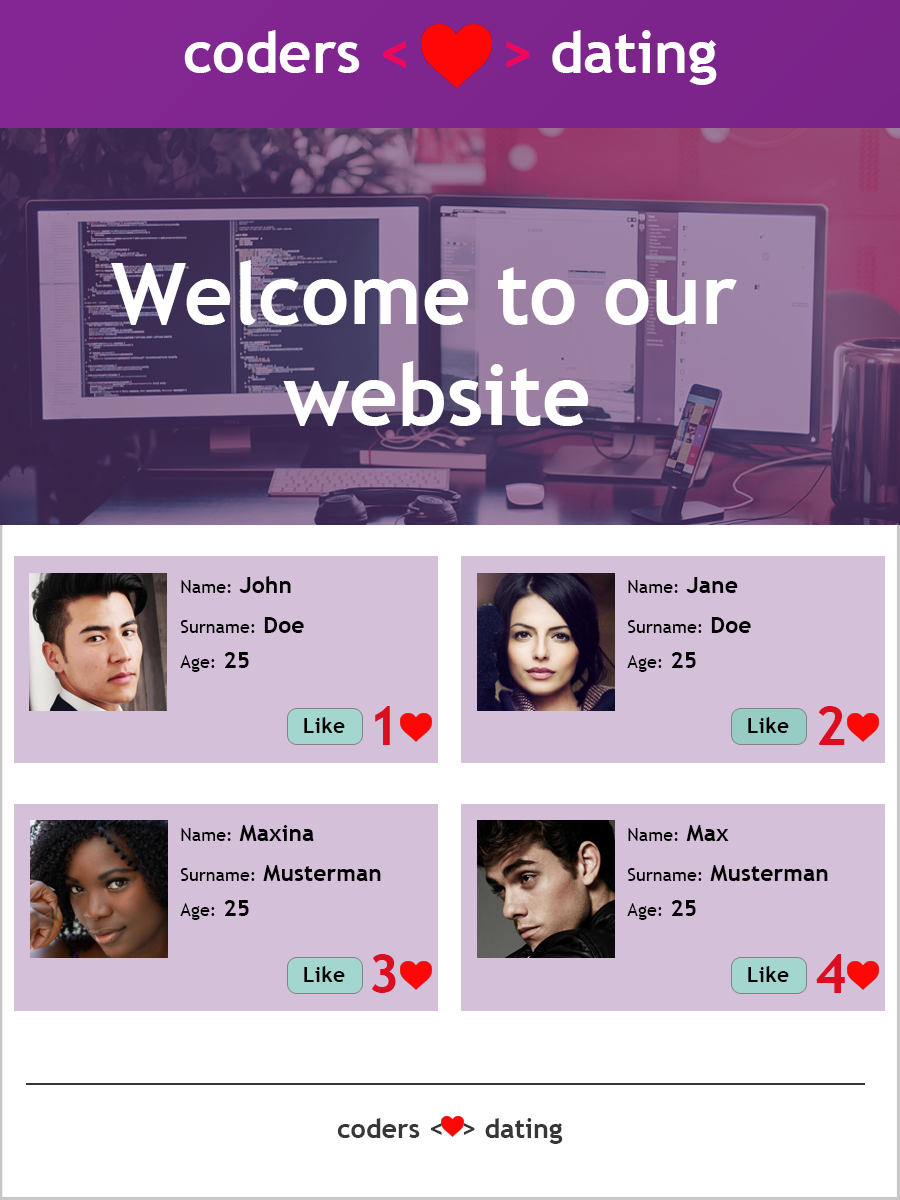 coders < > dating
Welcome to our
website
Name: John
Surname: Doe
Age: 25
Like 1
Name: Jane
Surname: Doe
Age: 25
Like 2
Name: Maxina
Surname: Musterman
Age: 25
Like 3
Name: Max
Surname: Musterman
Age: 25
Like 4
coders < > dating